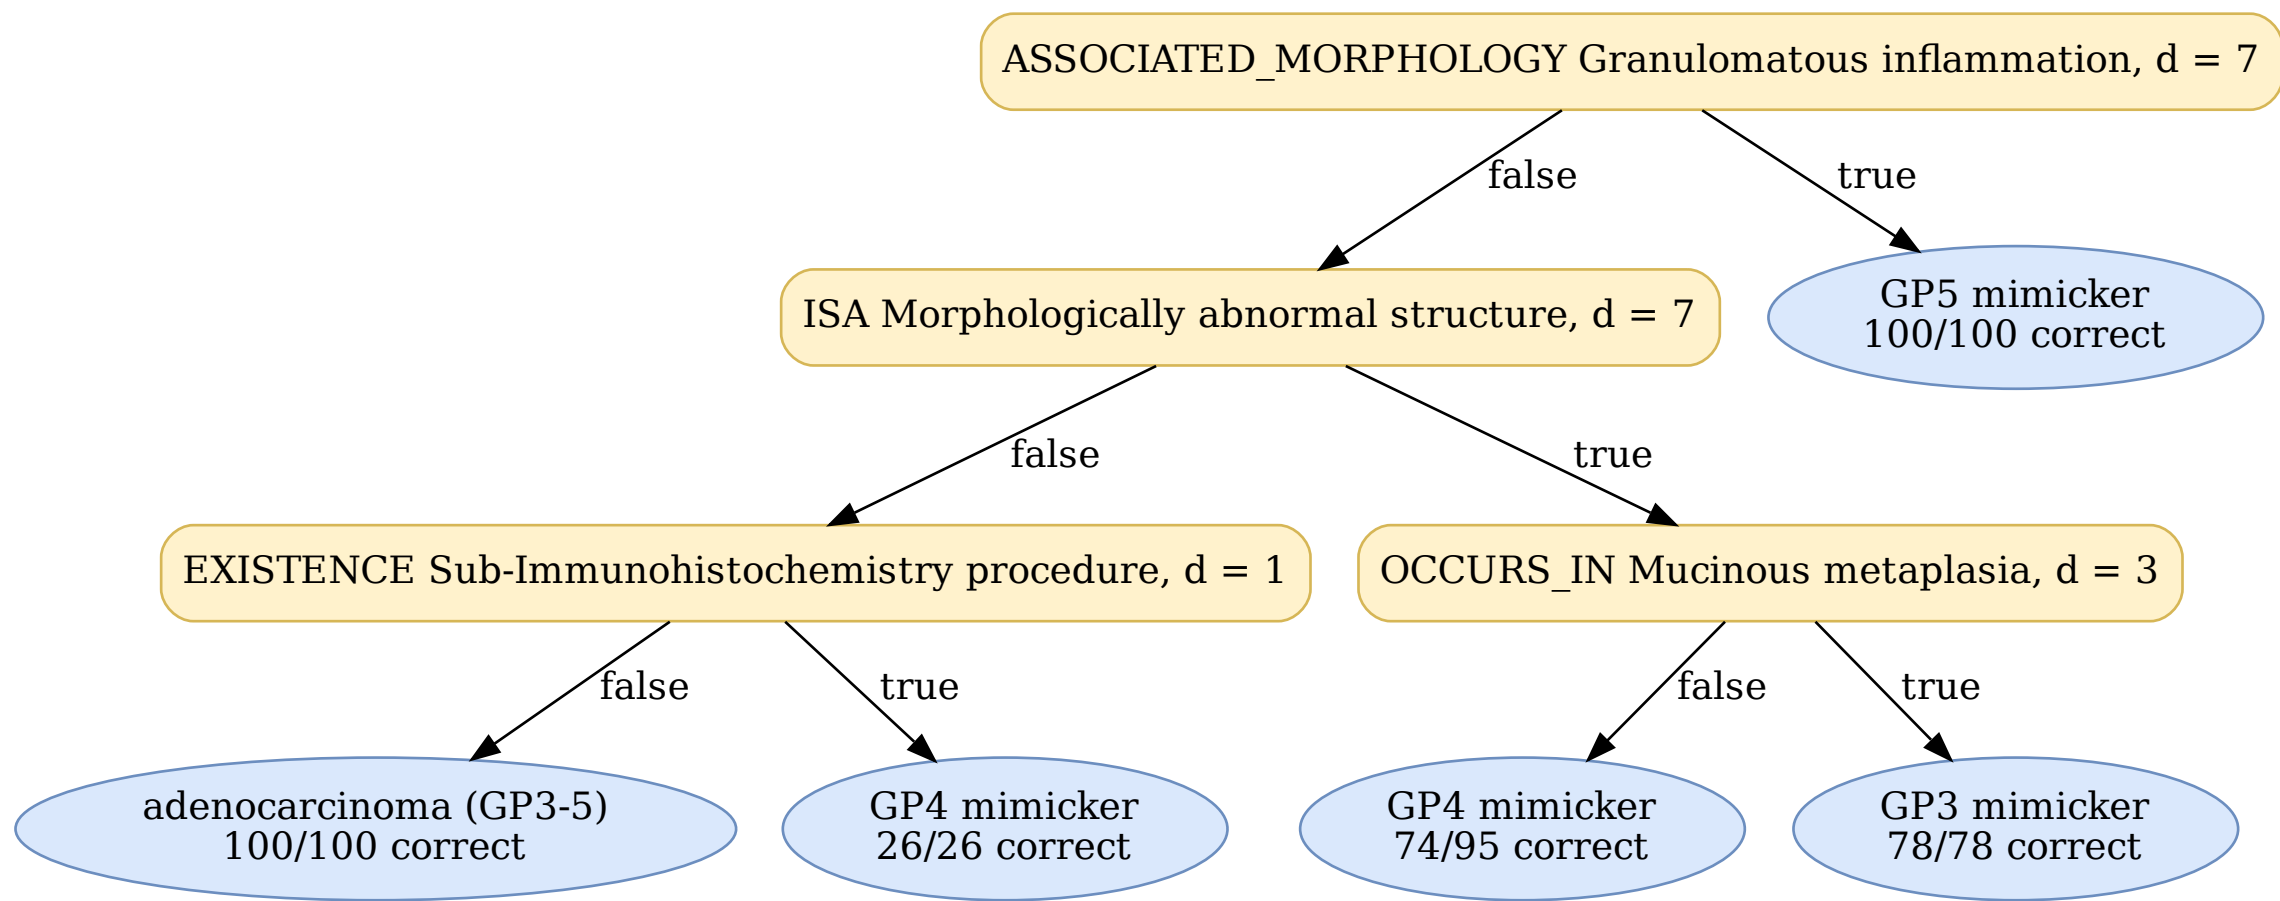 ASSOCIATED_MORPHOLOGY Granulomatous inflammation, d = 7
false
true
ISA Morphologically abnormal structure, d = 7
GP5 mimicker
100/100 correct
false
true
EXISTENCE Sub-Immunohistochemistry procedure, d = 1
OCCURS_IN Mucinous metaplasia, d = 3
false
true
false
true
adenocarcinoma (GP3-5)
100/100 correct
GP4 mimicker
26/26 correct
GP4 mimicker
74/95 correct
GP3 mimicker
78/78 correct